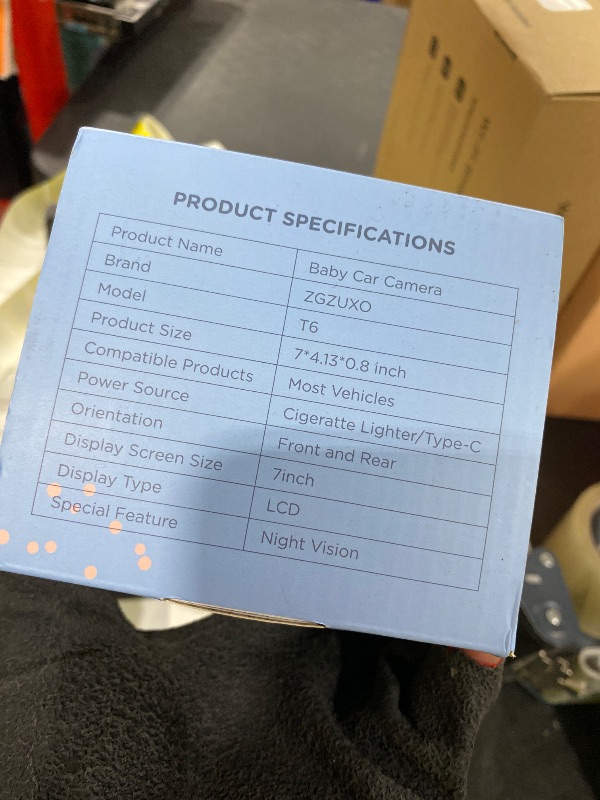 PRODUCT SPECIFICATIONS
Product Name Baby Car Camera
Brand ZGZUXO
Model T6
Product Size 7*4.13*0.8 inch
Compatible Products Most Vehicles
Power Source Cigeratte Lighter/Type-C
Orientation Front and Rear
Display Screen Size 7inch
Display Type LCD
Special Feature Night Vision